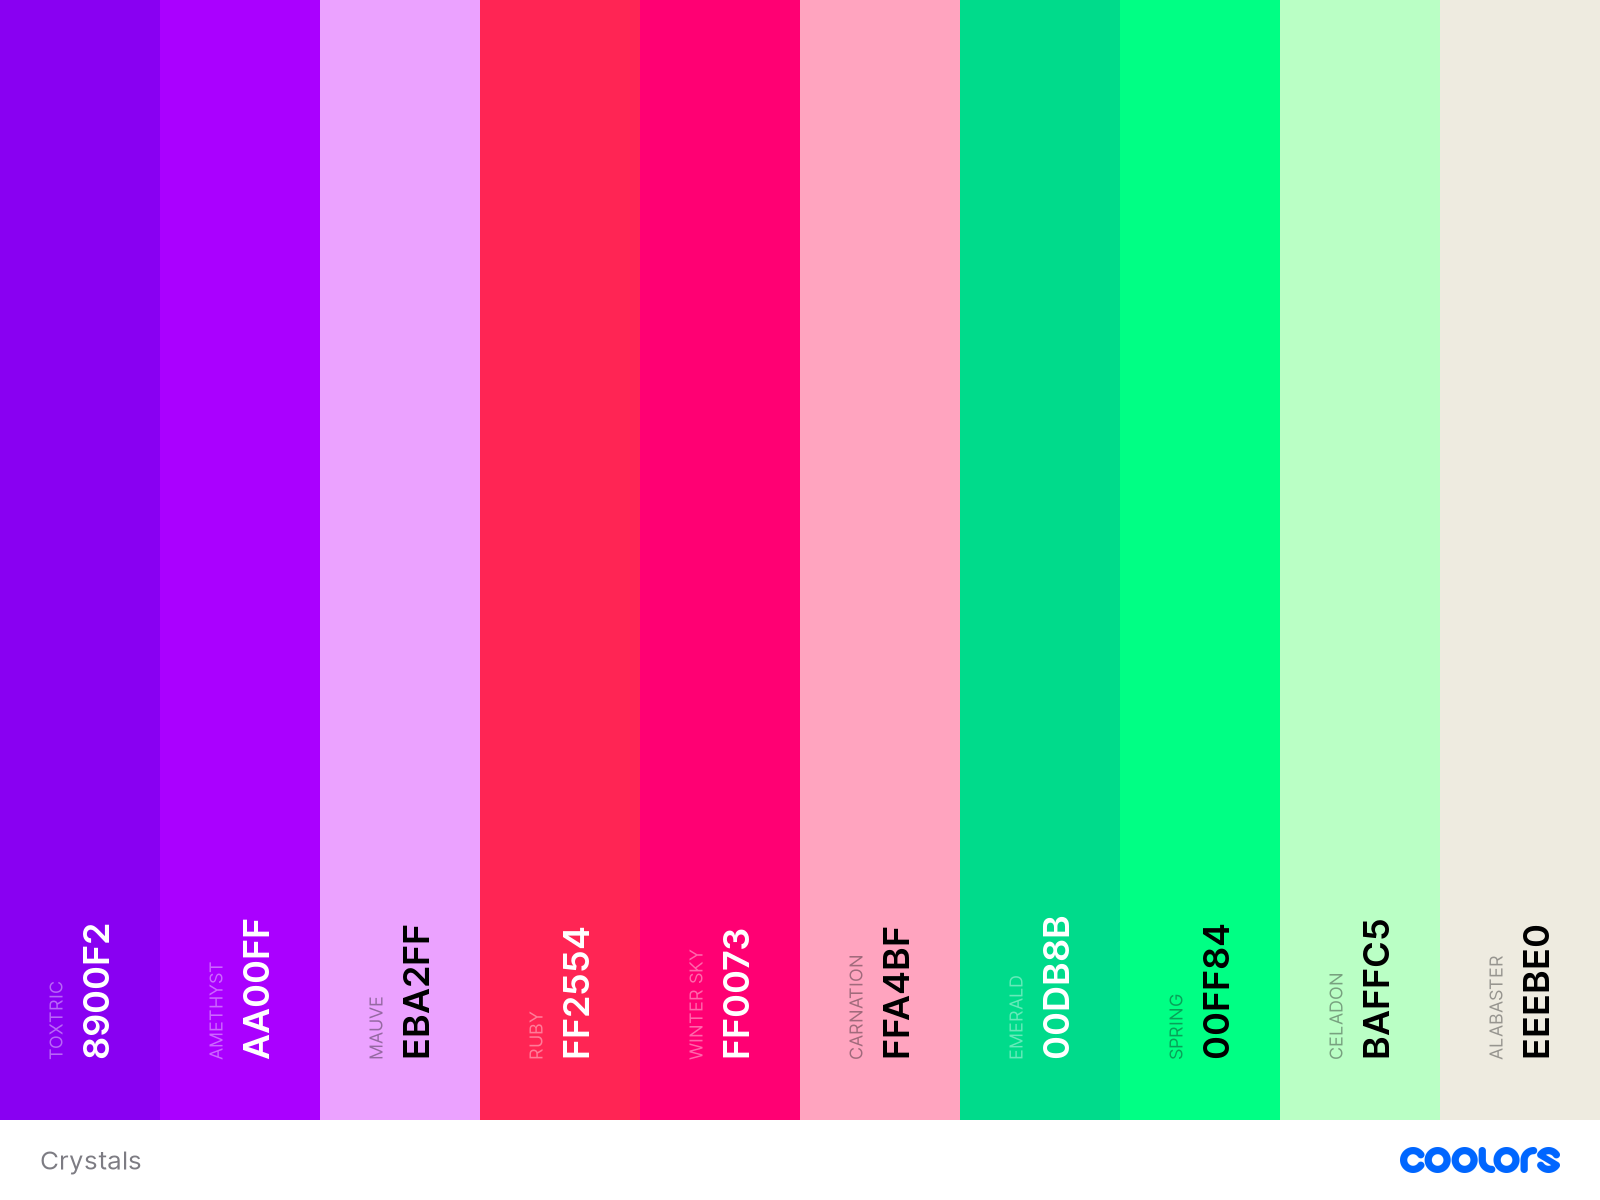 TOXTRIC
8900F2
AMETHYST
AA00FF
MAUVE
EBA2FF
RUBY
FF2554
WINTER SKY
FF0073
CARNATION
FFA4BF
EMERALD
00DB8B
SPRING
00FF84
CELADON
BAFFC5
ALABASTER
EEEBE0
Crystals
coolors